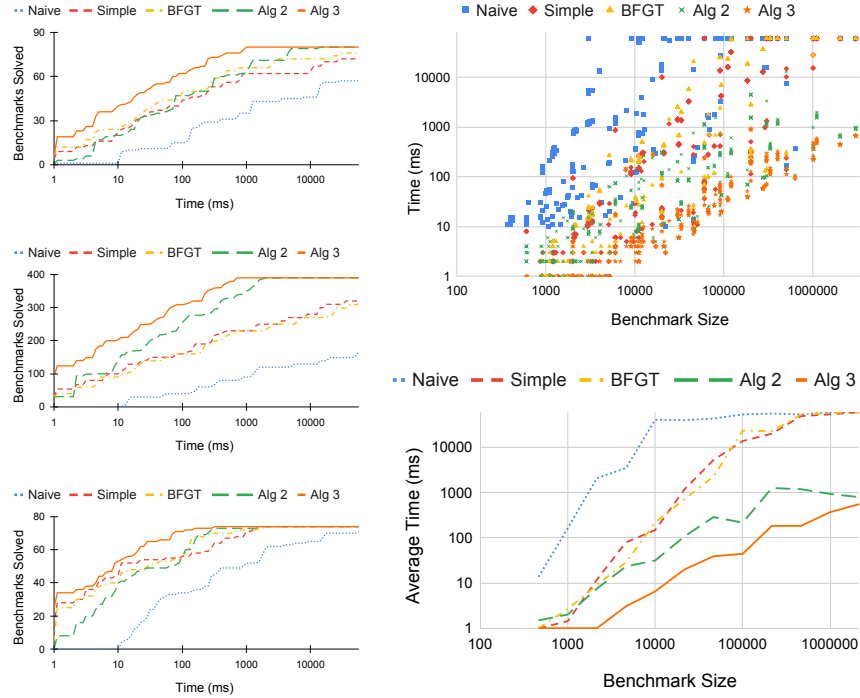 Naive Simple BFGT Alg 2 Alg 3
Benchmarks Solved
80
60
30
0
1 10 100 1000 10000
Time (ms)
Naive Simple BFGT Alg 2 Alg 3
Benchmarks Solved
400
300
200
100
0
1 10 100 1000 10000
Time (ms)
Naive Simple BFGT Alg 2 Alg 3
Benchmarks Solved
80
60
40
20
0
1 10 100 1000 10000
Time (ms)
Naive Simple BFGT Alg 2 Alg 3
Time (ms)
10000
1000
100
10
1
100 1000 10000 100000 1000000
Benchmark Size
Naive Simple BFGT Alg 2 Alg 3
Average Time (ms)
10000
1000
100
10
1
100 1000 10000 100000 1000000
Benchmark Size